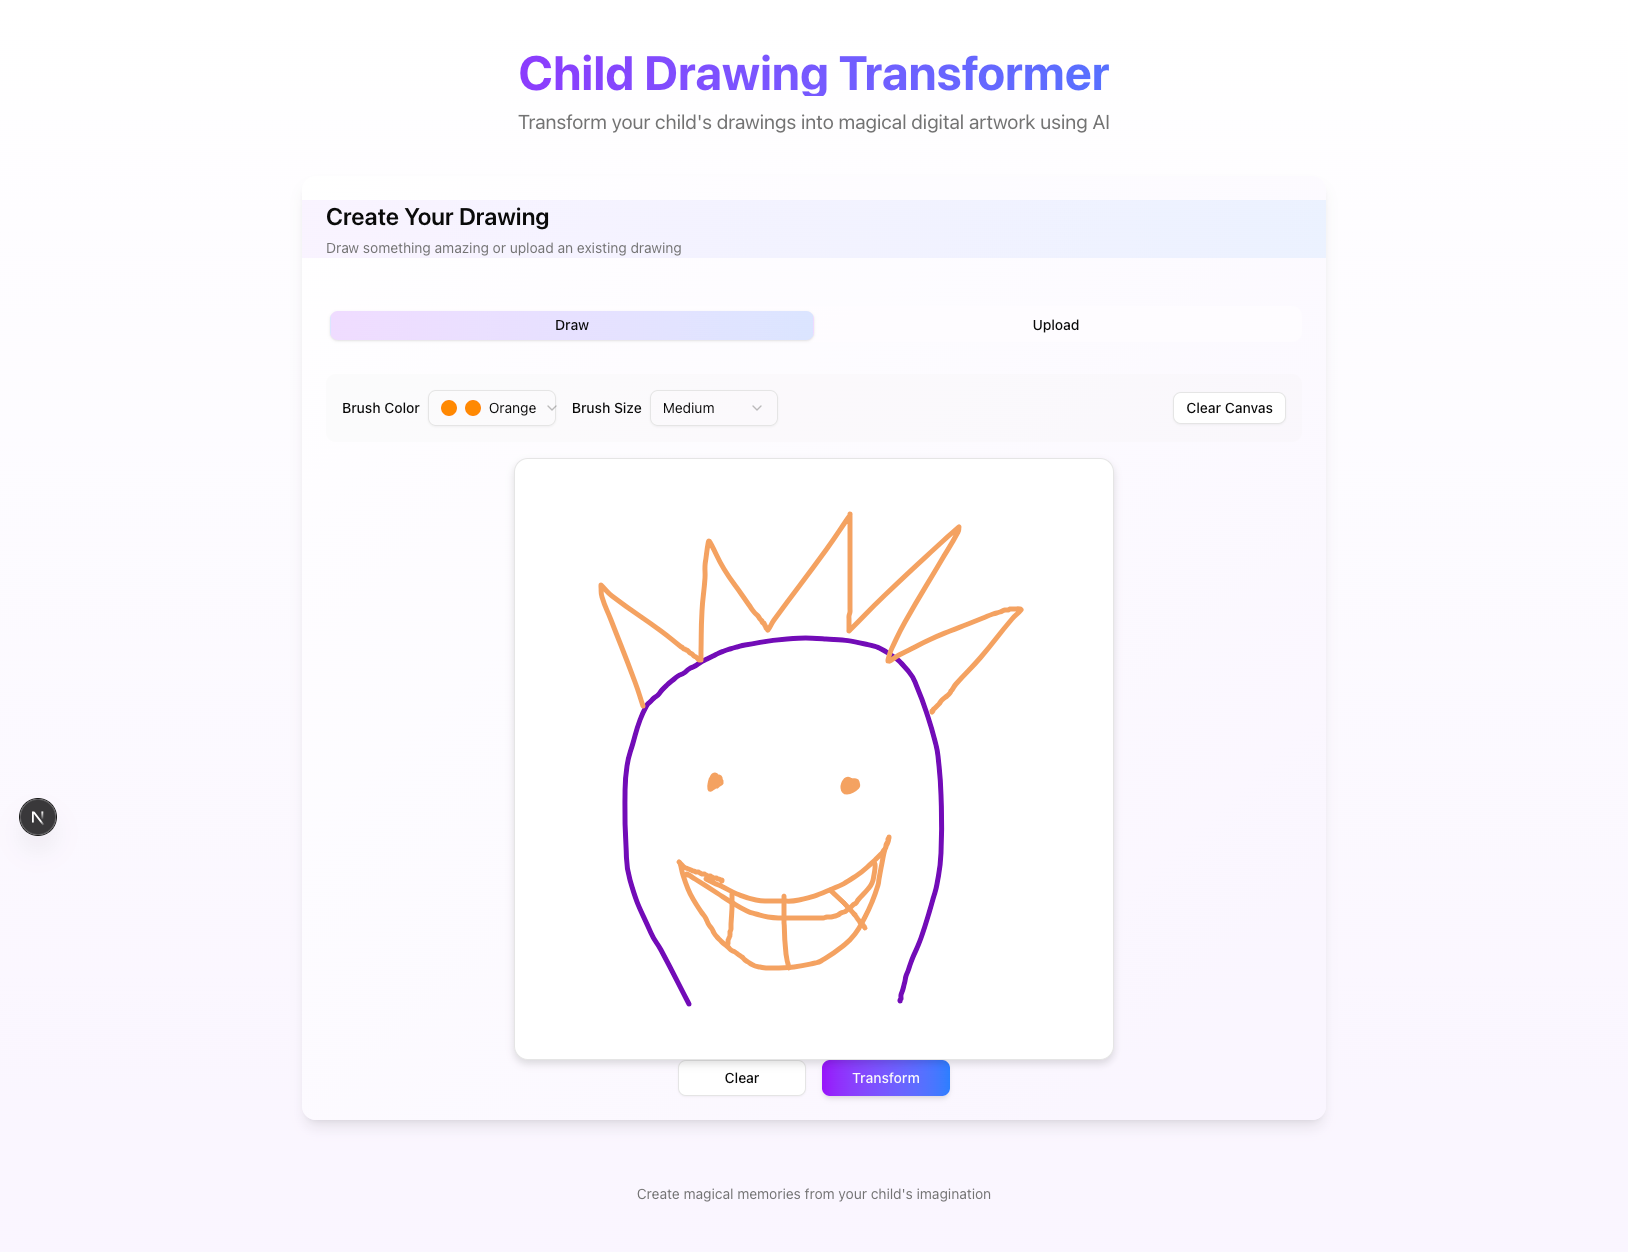 Child Drawing Transformer
Transform your child's drawings into magical digital artwork using AI
Create Your Drawing
Draw something amazing or upload an existing drawing
Draw Upload
Brush Color Orange Brush Size Medium Clear Canvas
N
Clear Transform
Create magical memories from your child's imagination